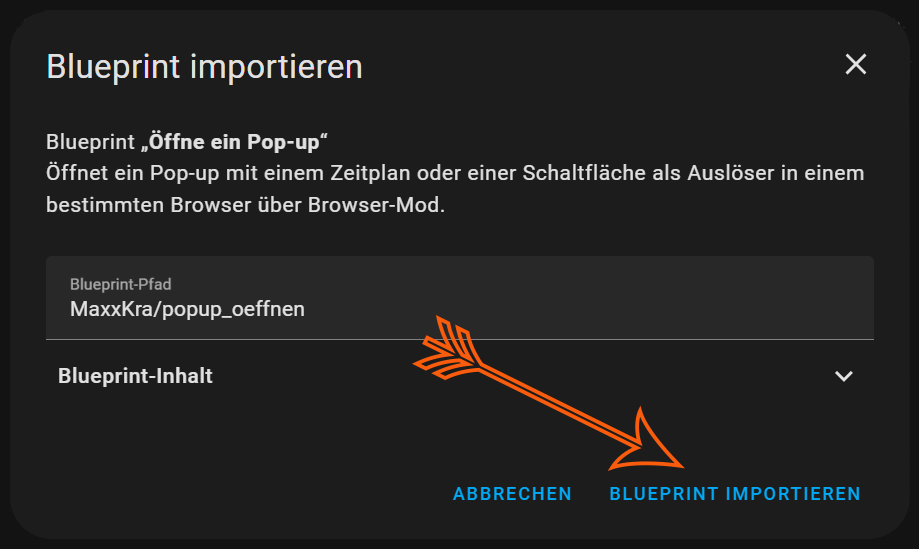 Blueprint importieren
Blueprint „Öffne ein Pop-up“
Öffnet ein Pop-up mit einem Zeitplan oder einer Schaltfläche als Auslöser in einem
bestimmten Browser über Browser-Mod.
Blueprint-Pfad
MaxxKra/popup_oeffnen
Blueprint-Inhalt
ABBRECHEN
BLUEPRINT IMPORTIEREN